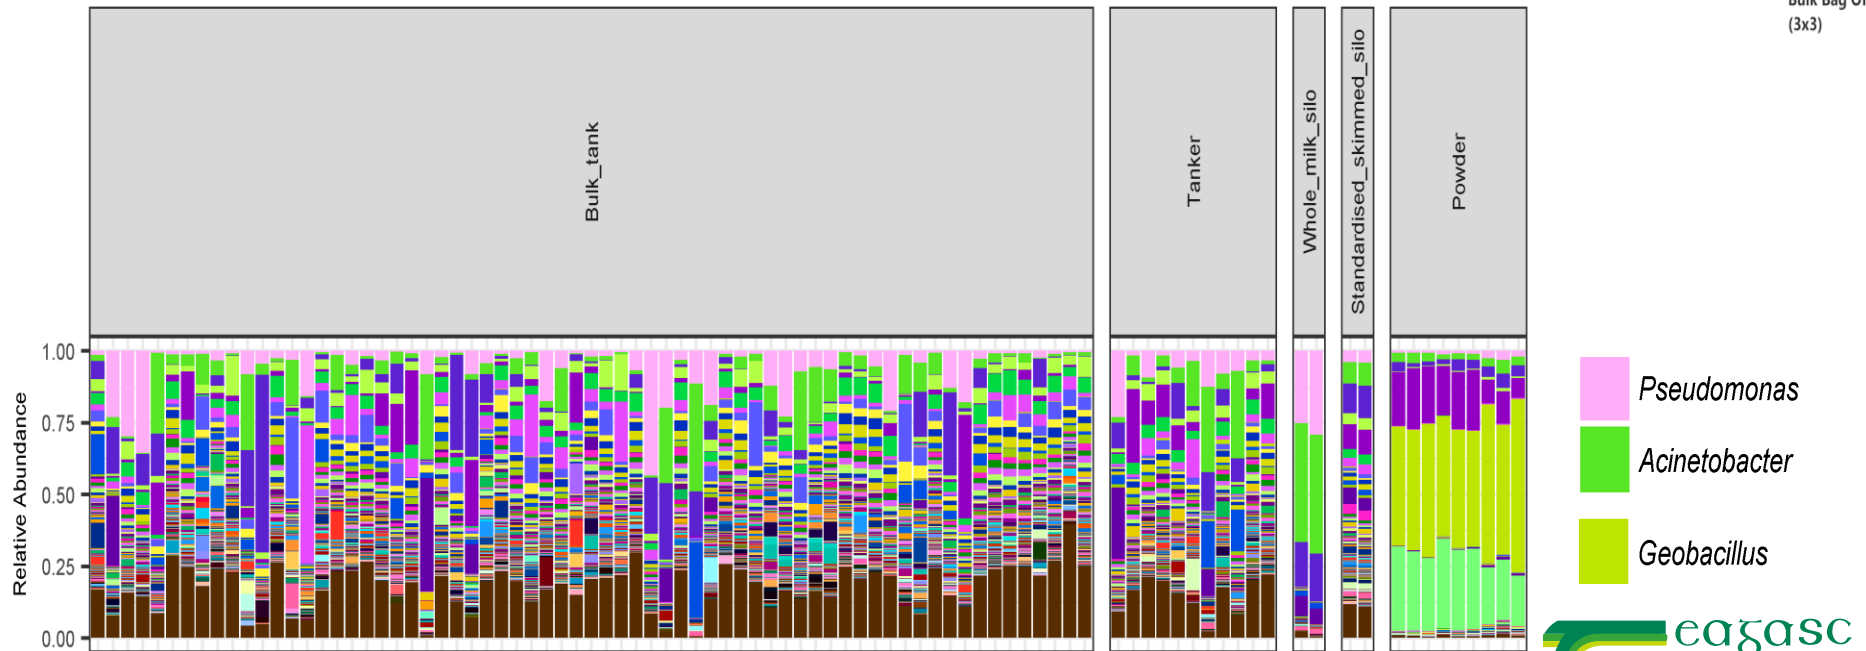 (3x3)
Bulk_tank
Tanker
Whole_milk_silo
Standardised_skimmed_silo
Powder
Relative Abundance
1.00
0.75
0.50
0.25
0.00
Pseudomonas
Acinetobacter
Geobacillus
eagasc